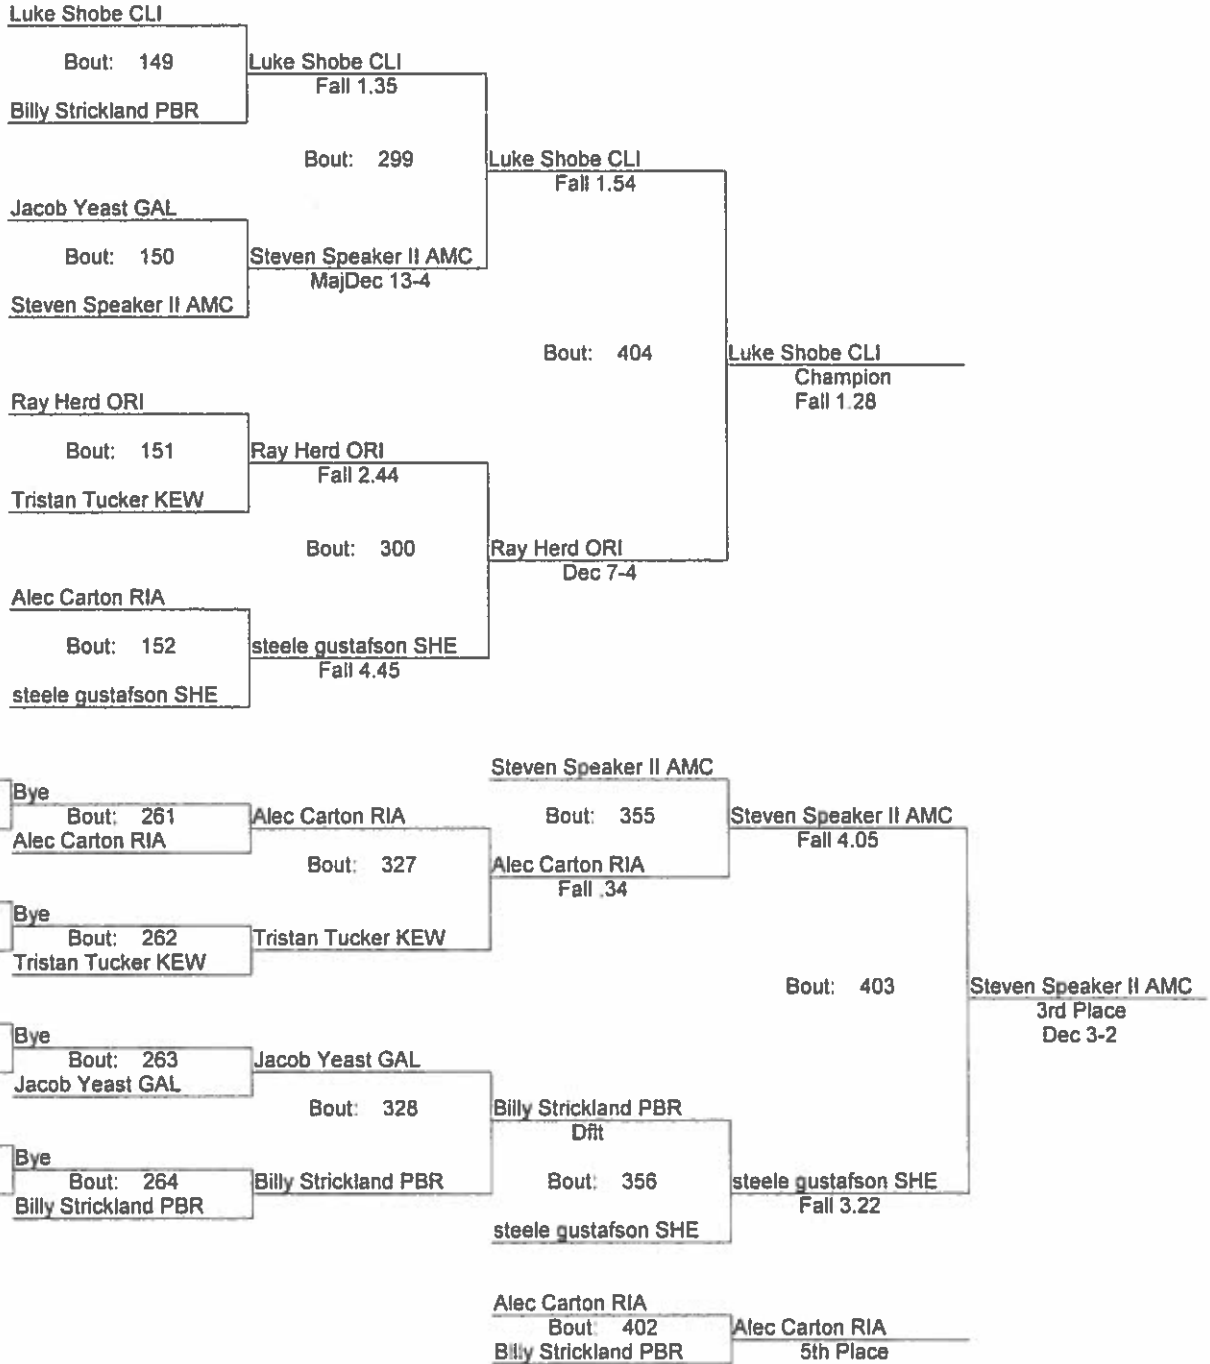 Luke Shobe CLI
Bout: 149
Luke Shobe CLI
Fall 1.35
Billy Strickland PBR
Bout: 299
Luke Shobe CLI
Fall 1.54
Jacob Yeast GAL
Bout: 150
Steven Speaker II AMC
MajDec 13-4
Steven Speaker II AMC
Bout: 404
Luke Shobe CLI
Champion
Fall 1.28
Ray Herd ORI
Bout: 151
Ray Herd ORI
Fall 2.44
Tristan Tucker KEW
Bout: 300
Ray Herd ORI
Dec 7-4
Alec Carton RIA
Bout: 152
steele gustafson SHE
Fall 4.45
steele gustafson SHE
Steven Speaker II AMC
Bye
Bout: 261
Alec Carton RIA
Alec Carton RIA
Bout: 355
Steven Speaker II AMC
Fall 4.05
Bout: 327
Alec Carton RIA
Fall .34
Bye
Bout: 262
Tristan Tucker KEW
Tristan Tucker KEW
Bout: 403
Steven Speaker II AMC
3rd Place
Dec 3-2
Bye
Bout: 263
Jacob Yeast GAL
Jacob Yeast GAL
Bout: 328
Billy Strickland PBR
Dflt
Bye
Bout: 264
Billy Strickland PBR
Billy Strickland PBR
Bout: 356
steele gustafson SHE
Fall 3.22
steele gustafson SHE
Alec Carton RIA
Bout: 402
Alec Carton RIA
Billy Strickland PBR
5th Place